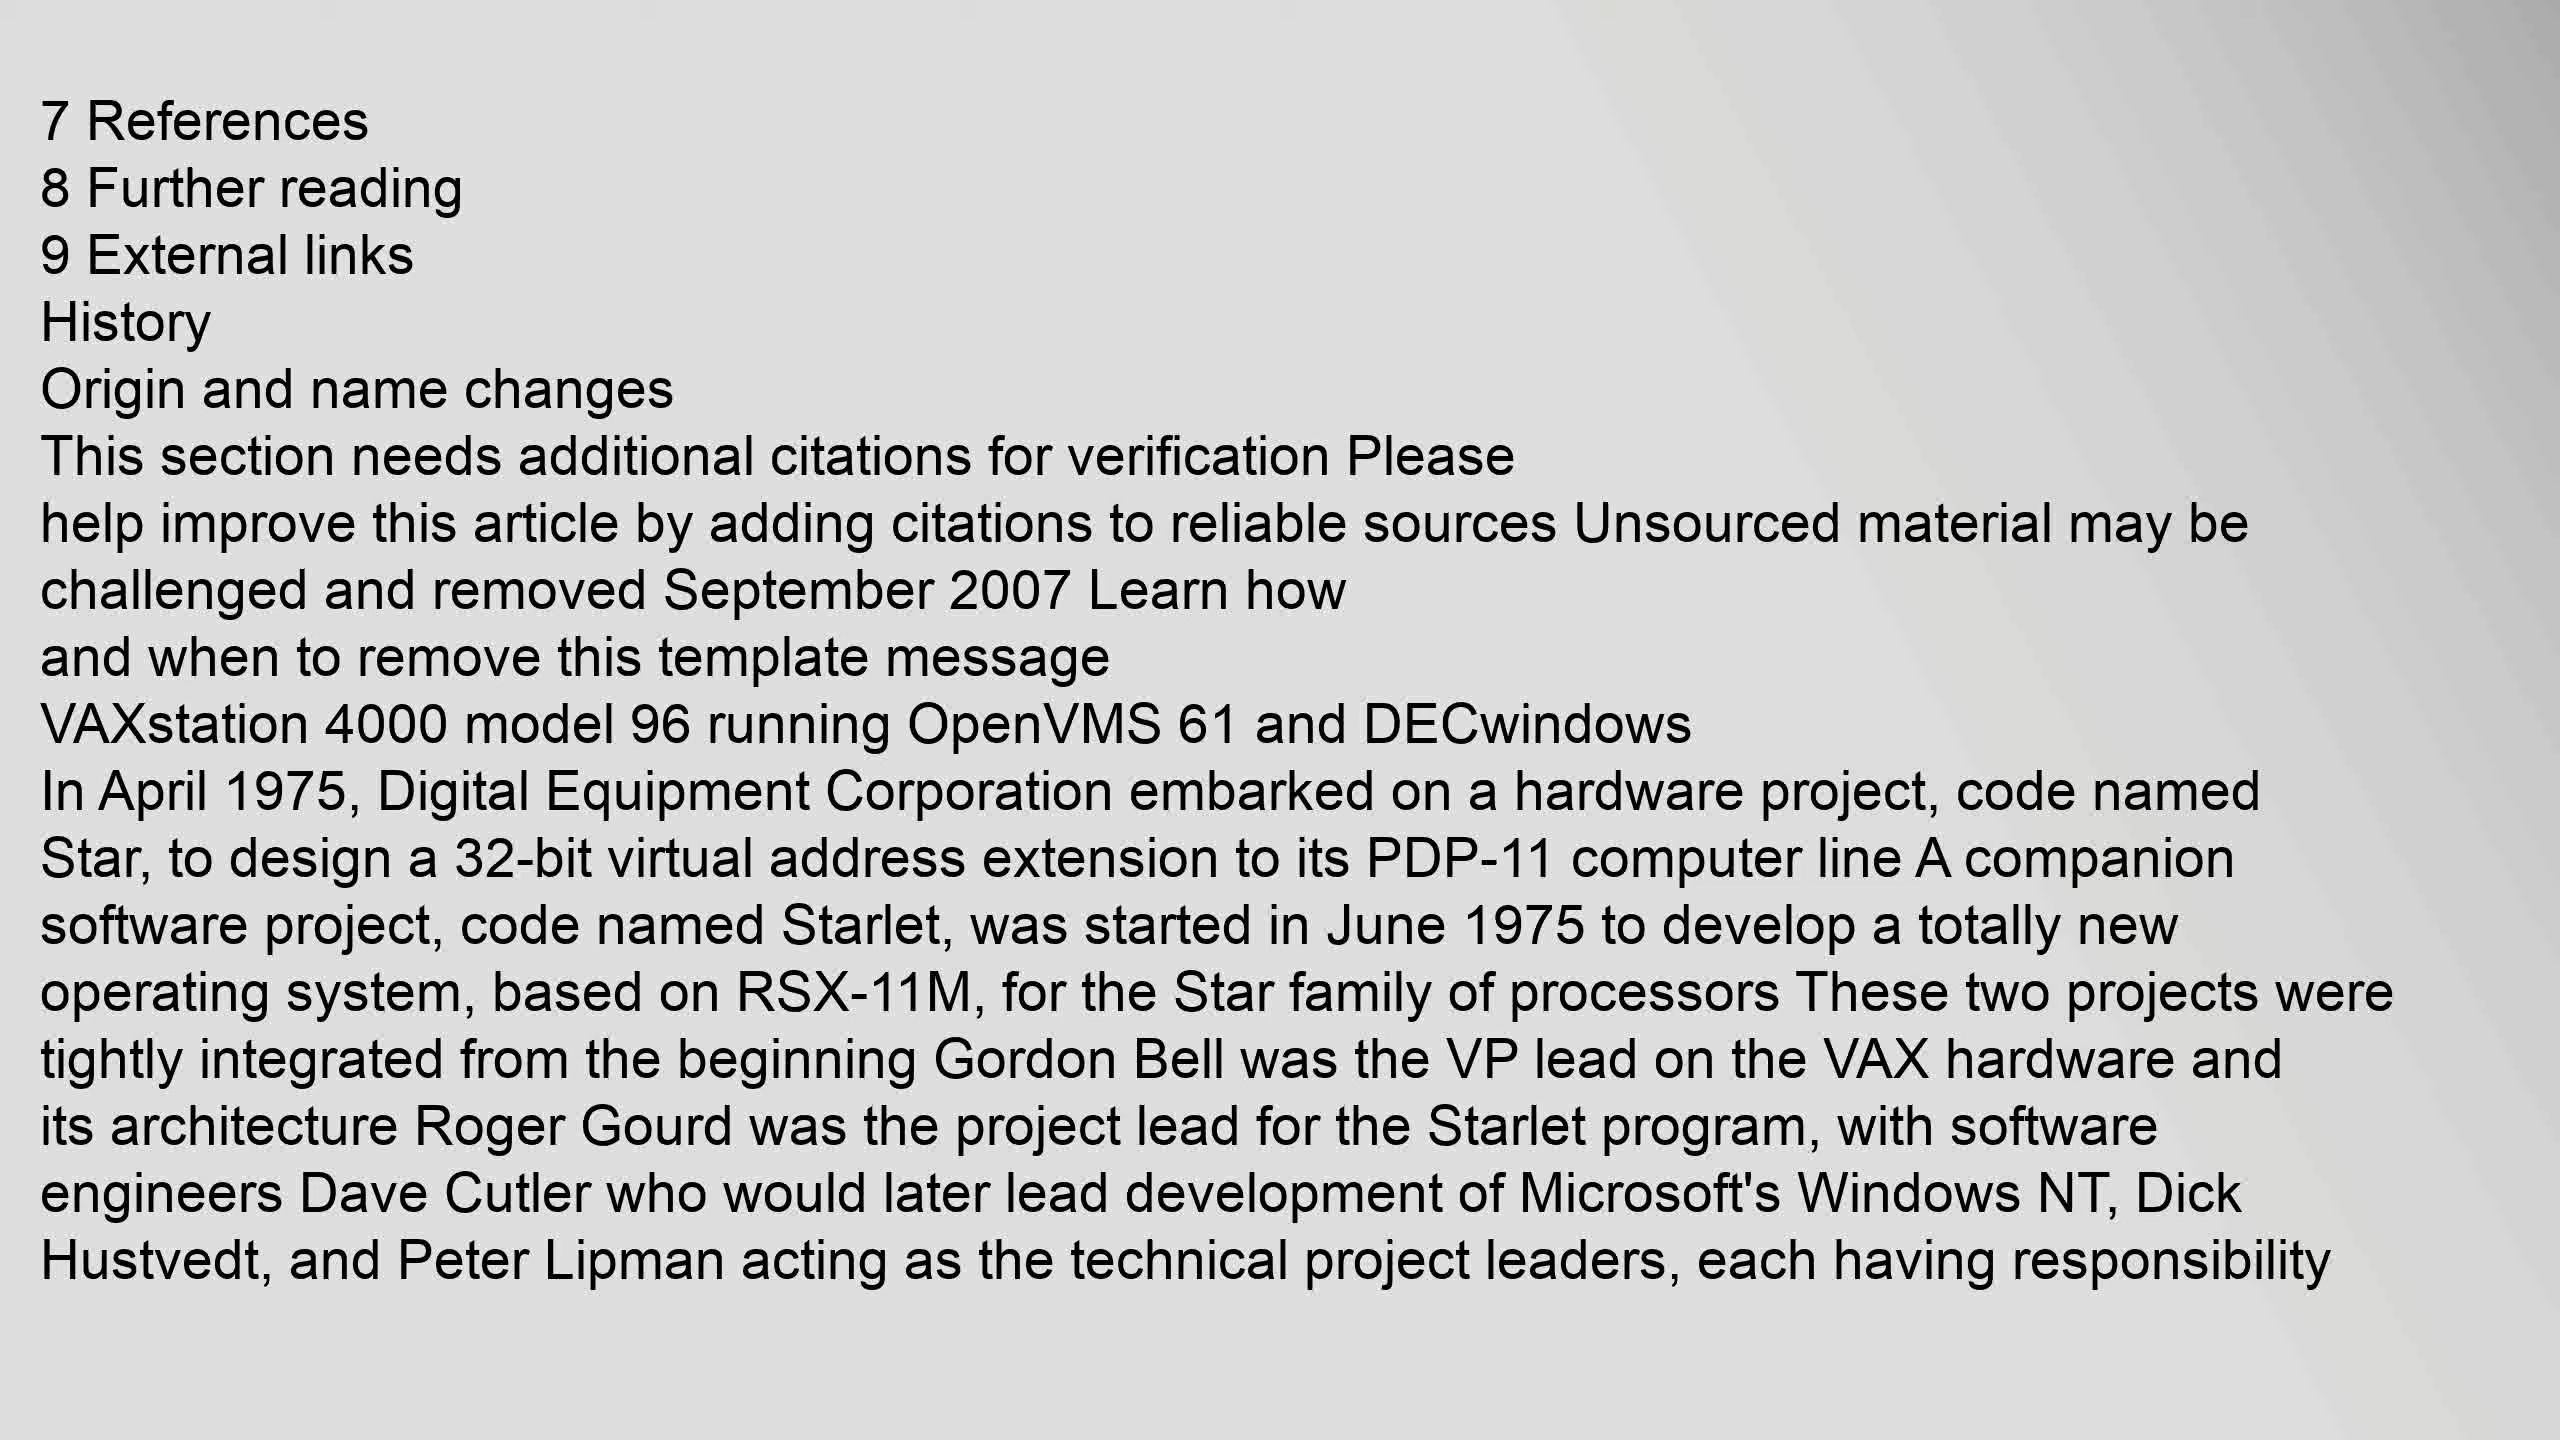 7 References
8 Further reading
9 External links
History
Origin and name changes
This section needs additional citations for verification Please
help improve this article by adding citations to reliable sources Unsourced material may be
challenged and removed September 2007 Learn how
and when to remove this template message
VAXstation 4000 model 96 running OpenVMS 61 and DECwindows
In April 1975, Digital Equipment Corporation embarked on a hardware project, code named
Star, to design a 32-bit virtual address extension to its PDP-11 computer line A companion
software project, code named Starlet, was started in June 1975 to develop a totally new
operating system, based on RSX-11M, for the Star family of processors These two projects were
tightly integrated from the beginning Gordon Bell was the VP lead on the VAX hardware and
its architecture Roger Gourd was the project lead for the Starlet program, with software
engineers Dave Cutler who would later lead development of Microsoft's Windows NT, Dick
Hustvedt, and Peter Lipman acting as the technical project leaders, each having responsibility